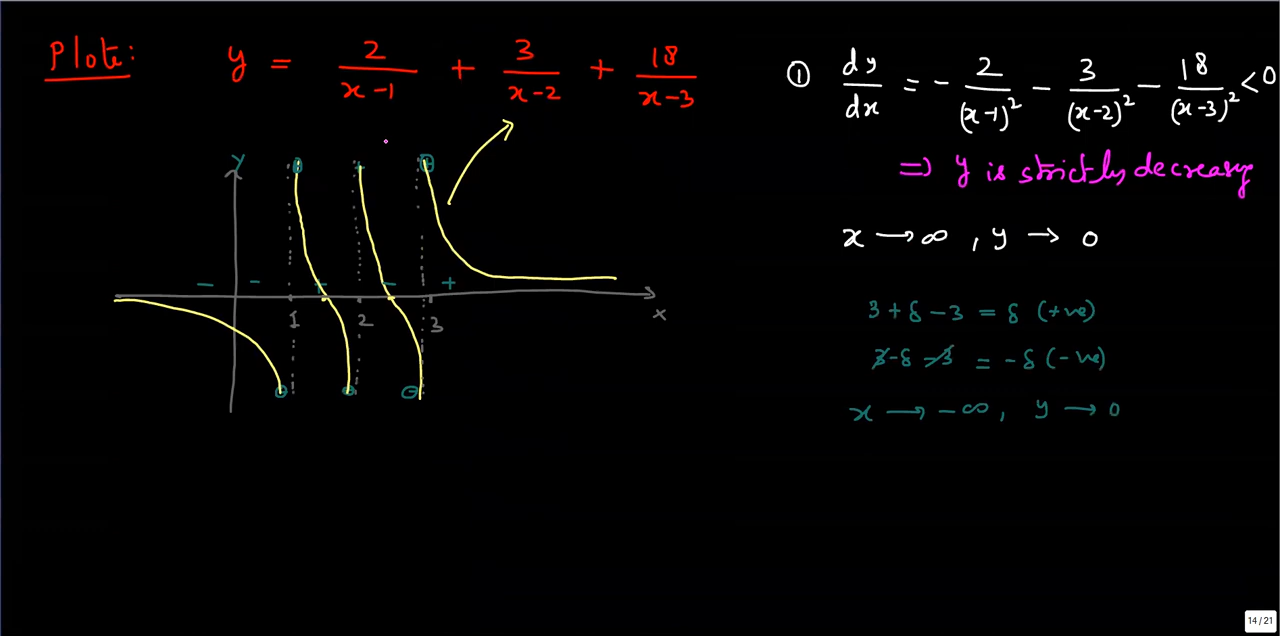 Plote: y = 2/(x-1) + 3/(x-2) + 18/(x-3)
① dy/dx = - 2/(x-1)² - 3/(x-2)² - 18/(x-3)² < 0
=> y is strictly decreasing
x → ∞ , y → 0
3 + δ - 3 = δ (+ve)
3 - δ - 3 = - δ (-ve)
x → - ∞ , y → 0
Y
+ + +
- - + - +
1 2 3 x
- - -
14 / 21